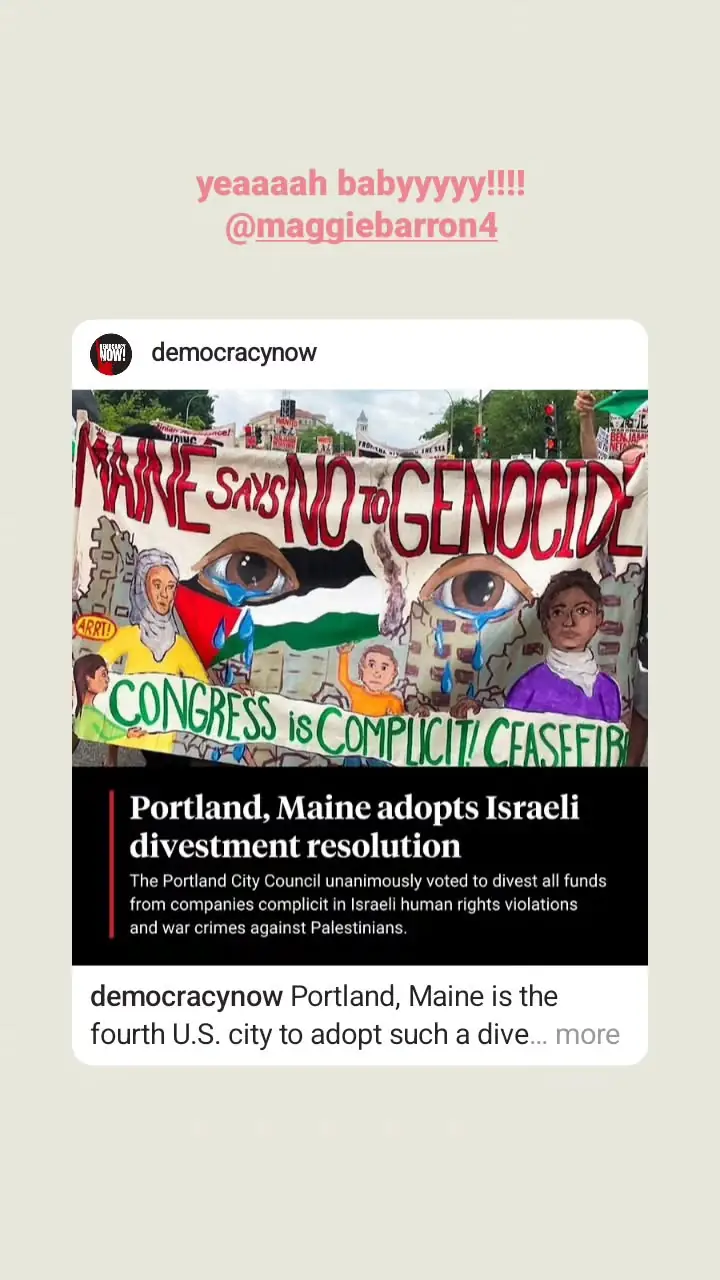 yeaaaah babyyyyy!!!!
@maggiebarron4
DEMOCRACY
NOW!
democracynow
MAINE SAYS NO TO GENOCIDE
ARRT!
CONGRESS is COMPLICIT! CEASEFIR
Portland, Maine adopts Israeli
divestment resolution
The Portland City Council unanimously voted to divest all funds
from companies complicit in Israeli human rights violations
and war crimes against Palestinians.
democracynow Portland, Maine is the
fourth U.S. city to adopt such a dive... more